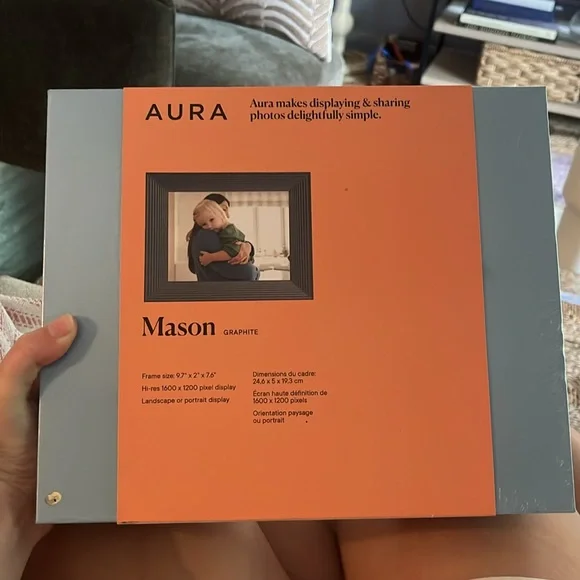 AURA
Aura makes displaying & sharing
photos delightfully simple.
Mason GRAPHITE
Frame size: 9.7" x 2" x 7.6"
Hi-res 1600 x 1200 pixel display
Landscape or portrait display
Dimensions du cadre:
24.6 x 5 x 19.3 cm
Écran haute définition de
1600 x 1200 pixels
Orientation paysage
ou portrait